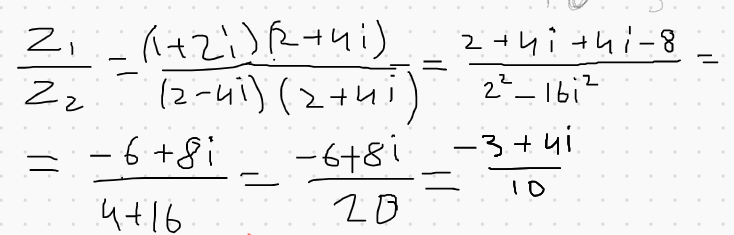 Z₁/Z₂ = (1+2i)(2+4i)/(2-4i)(2+4i) = 2+4i+4i-8/2²-16i² =
= -6+8i/4+16 = -6+8i/20 = -3+4i/10